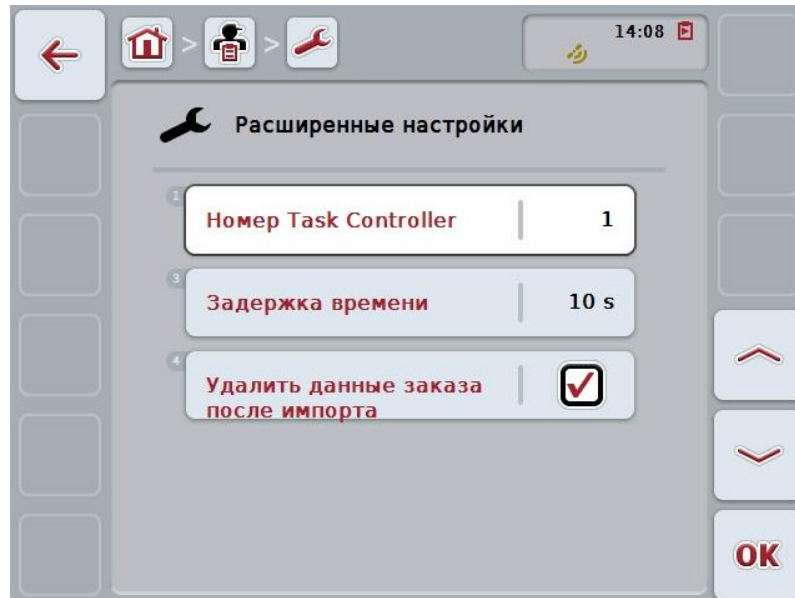 14:08
Расширенные настройки
1
Номер Task Controller
1
3
Задержка времени
10 s
4
Удалить данные заказа
после импорта
OK